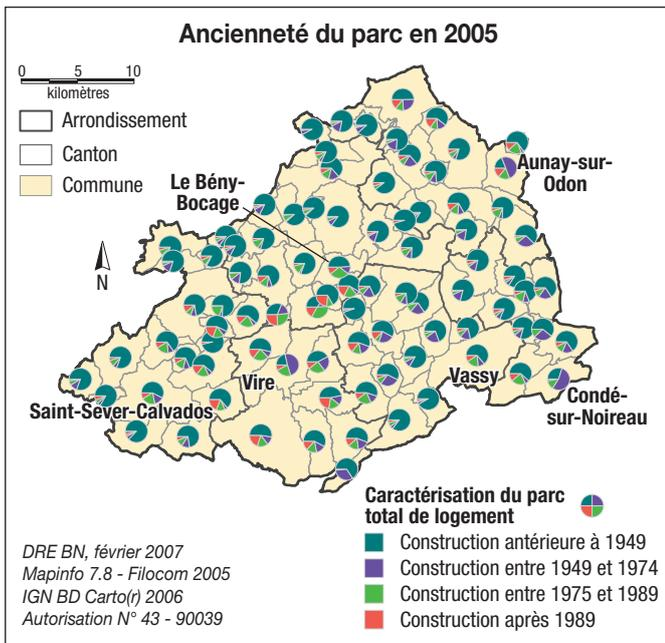 Ancienneté du parc en 2005
0 5 10
kilomètres
Arrondissement
Canton
Commune
Le Bény-
Bocage
Aunay-sur-
Odon
N
Vire
Vassy
Saint-Sever-Calvados
Condé-
sur-Noireau
Caractérisation du parc
total de logement
Construction antérieure à 1949
Construction entre 1949 et 1974
Construction entre 1975 et 1989
Construction après 1989
DRE BN, février 2007
Mapinfo 7.8 - Filocom 2005
IGN BD Carto(r) 2006
Autorisation N° 43 - 90039